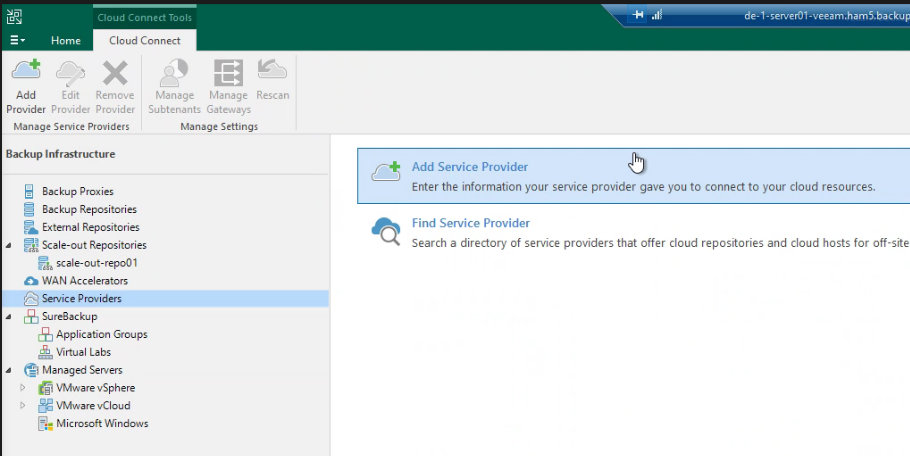 Cloud Connect Tools
de-1-server01-veeam.ham5.backup
Home
Cloud Connect
Add Provider
Edit Provider
Remove Provider
Manage Subtenants
Manage Gateways
Rescan
Manage Service Providers
Manage Settings
Backup Infrastructure
Backup Proxies
Backup Repositories
External Repositories
Scale-out Repositories
scale-out-repo01
WAN Accelerators
Service Providers
SureBackup
Application Groups
Virtual Labs
Managed Servers
VMware vSphere
VMware vCloud
Microsoft Windows
Add Service Provider
Enter the information your service provider gave you to connect to your cloud resources.
Find Service Provider
Search a directory of service providers that offer cloud repositories and cloud hosts for off-site